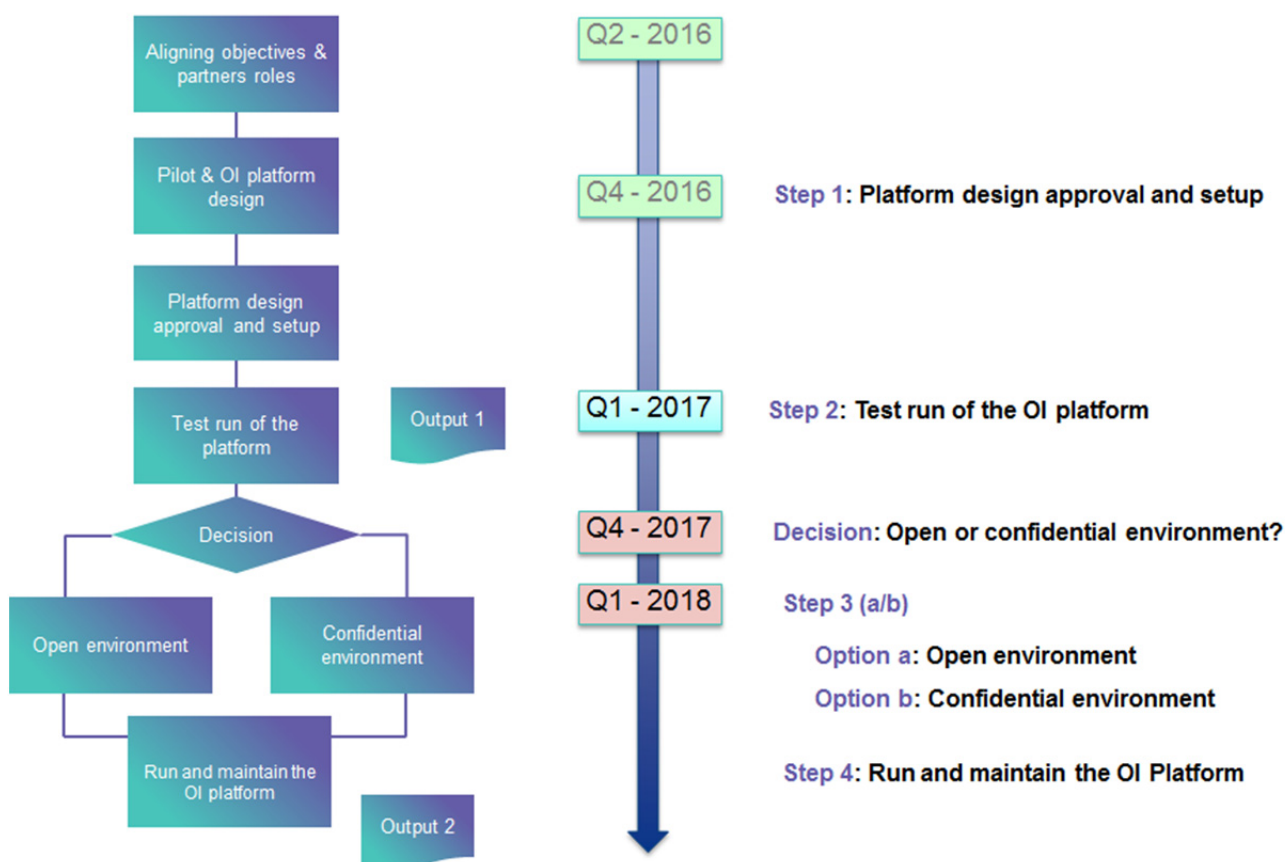 Aligning objectives &
partners roles
Pilot & OI platform
design
Platform design
approval and setup
Test run of the
platform
Output 1
Decision
Open environment
Confidential
environment
Run and maintain the
OI platform
Output 2
Q2 - 2016
Q4 - 2016
Step 1: Platform design approval and setup
Q1 - 2017
Step 2: Test run of the OI platform
Q4 - 2017
Decision: Open or confidential environment?
Q1 - 2018
Step 3 (a/b)
Option a: Open environment
Option b: Confidential environment
Step 4: Run and maintain the OI Platform